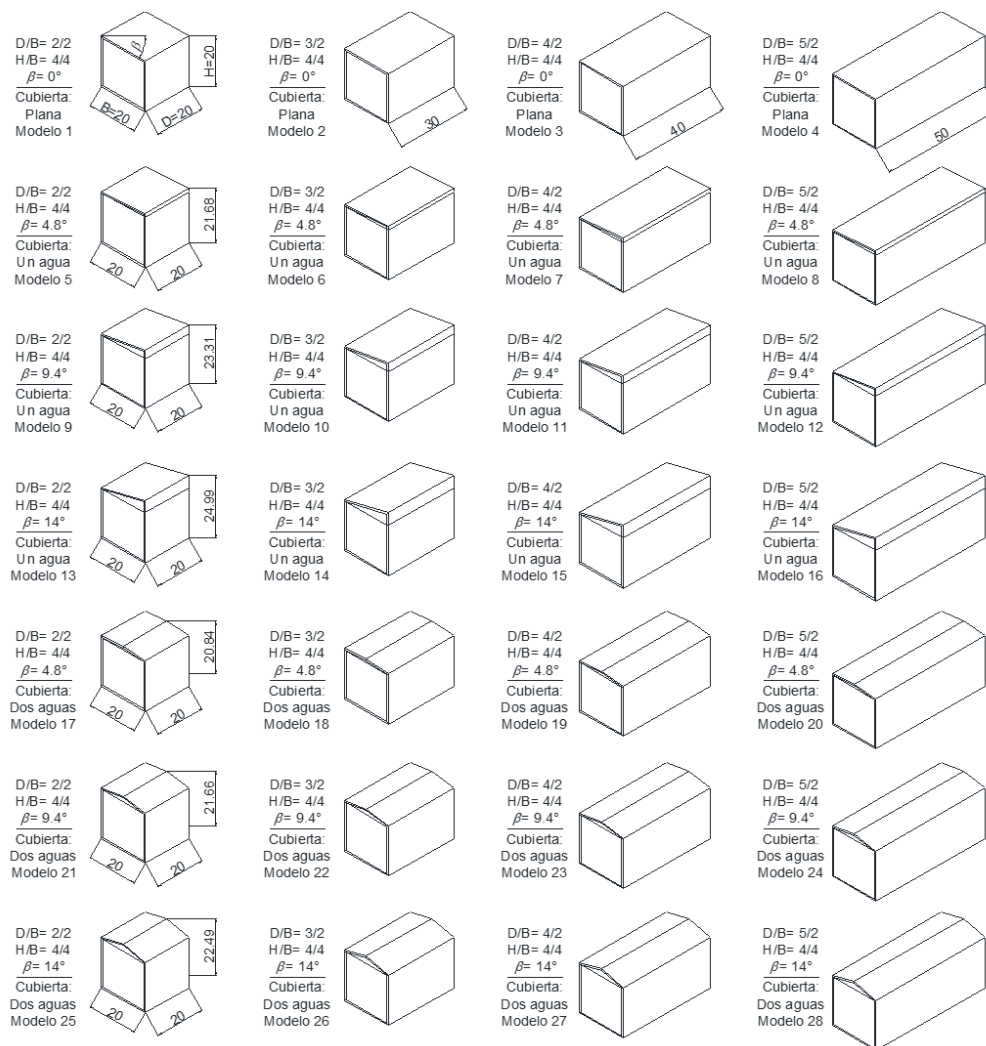 D/B= 2/2
H/B= 4/4
β= 0°
Cubierta:
Plana
Modelo 1
β
H=20
B=20
D=20
D/B= 3/2
H/B= 4/4
β= 0°
Cubierta:
Plana
Modelo 2
30
D/B= 4/2
H/B= 4/4
β= 0°
Cubierta:
Plana
Modelo 3
40
D/B= 5/2
H/B= 4/4
β= 0°
Cubierta:
Plana
Modelo 4
50
D/B= 2/2
H/B= 4/4
β= 4.8°
Cubierta:
Un agua
Modelo 5
21.68
20
20
D/B= 3/2
H/B= 4/4
β= 4.8°
Cubierta:
Un agua
Modelo 6
D/B= 4/2
H/B= 4/4
β= 4.8°
Cubierta:
Un agua
Modelo 7
D/B= 5/2
H/B= 4/4
β= 4.8°
Cubierta:
Un agua
Modelo 8
D/B= 2/2
H/B= 4/4
β= 9.4°
Cubierta:
Un agua
Modelo 9
23.31
20
20
D/B= 3/2
H/B= 4/4
β= 9.4°
Cubierta:
Un agua
Modelo 10
D/B= 4/2
H/B= 4/4
β= 9.4°
Cubierta:
Un agua
Modelo 11
D/B= 5/2
H/B= 4/4
β= 9.4°
Cubierta:
Un agua
Modelo 12
D/B= 2/2
H/B= 4/4
β= 14°
Cubierta:
Un agua
Modelo 13
24.99
20
20
D/B= 3/2
H/B= 4/4
β= 14°
Cubierta:
Un agua
Modelo 14
D/B= 4/2
H/B= 4/4
β= 14°
Cubierta:
Un agua
Modelo 15
D/B= 5/2
H/B= 4/4
β= 14°
Cubierta:
Un agua
Modelo 16
D/B= 2/2
H/B= 4/4
β= 4.8°
Cubierta:
Dos aguas
Modelo 17
20.84
20
20
D/B= 3/2
H/B= 4/4
β= 4.8°
Cubierta:
Dos aguas
Modelo 18
D/B= 4/2
H/B= 4/4
β= 4.8°
Cubierta:
Dos aguas
Modelo 19
D/B= 5/2
H/B= 4/4
β= 4.8°
Cubierta:
Dos aguas
Modelo 20
D/B= 2/2
H/B= 4/4
β= 9.4°
Cubierta:
Dos aguas
Modelo 21
21.66
20
20
D/B= 3/2
H/B= 4/4
β= 9.4°
Cubierta:
Dos aguas
Modelo 22
D/B= 4/2
H/B= 4/4
β= 9.4°
Cubierta:
Dos aguas
Modelo 23
D/B= 5/2
H/B= 4/4
β= 9.4°
Cubierta:
Dos aguas
Modelo 24
D/B= 2/2
H/B= 4/4
β= 14°
Cubierta:
Dos aguas
Modelo 25
22.49
20
20
D/B= 3/2
H/B= 4/4
β= 14°
Cubierta:
Dos aguas
Modelo 26
D/B= 4/2
H/B= 4/4
β= 14°
Cubierta:
Dos aguas
Modelo 27
D/B= 5/2
H/B= 4/4
β= 14°
Cubierta:
Dos aguas
Modelo 28